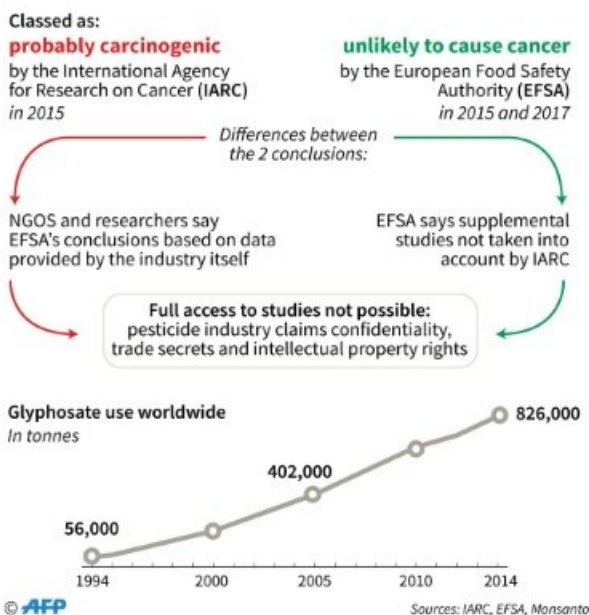 Classed as:
probably carcinogenic
by the International Agency
for Research on Cancer (IARC)
in 2015
unlikely to cause cancer
by the European Food Safety
Authority (EFSA)
in 2015 and 2017
Differences between
the 2 conclusions:
NGOS and researchers say
EFSA's conclusions based on data
provided by the industry itself
EFSA says supplemental
studies not taken into
account by IARC
Full access to studies not possible:
pesticide industry claims confidentiality,
trade secrets and intellectual property rights
Glyphosate use worldwide
In tonnes
826,000
402,000
56,000
1994 2000 2005 2010 2014
© AFP
Sources: IARC, EFSA, Monsanto